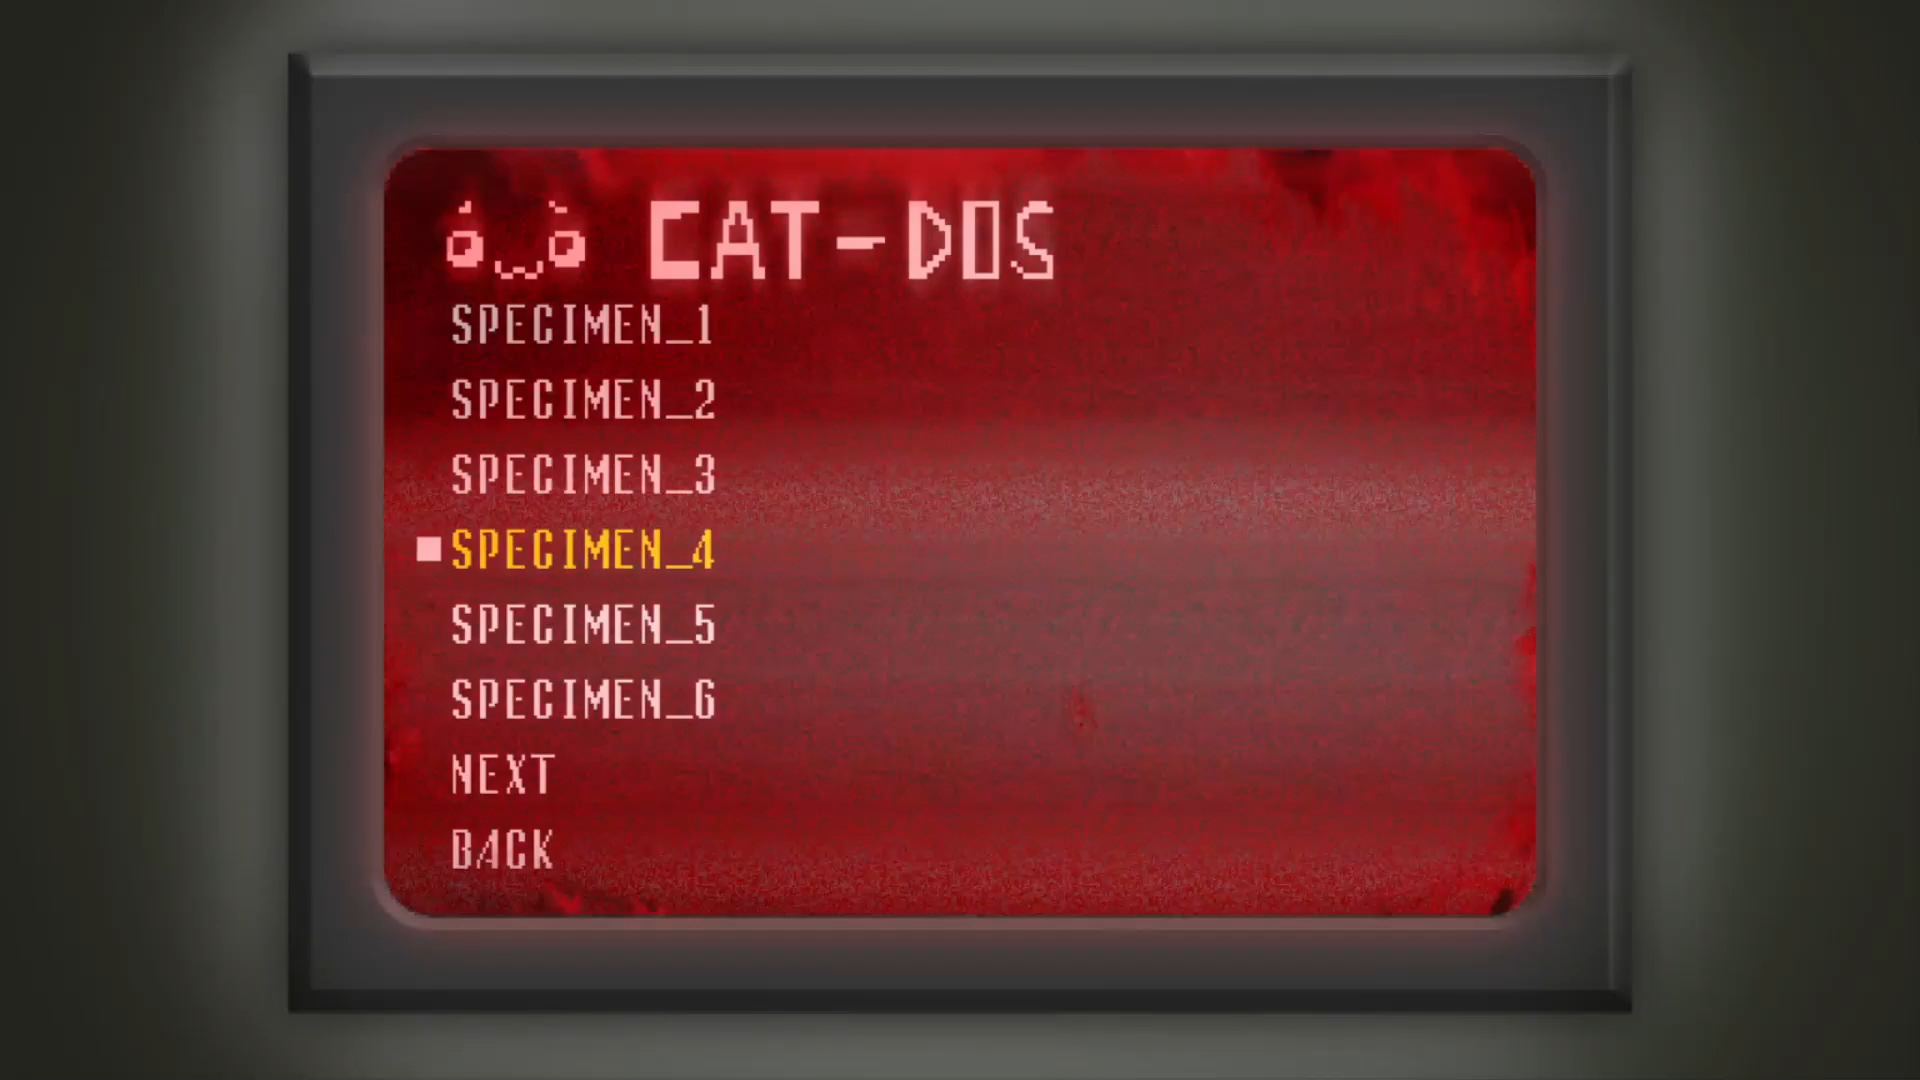 CAT-DOS
SPECIMEN_1
SPECIMEN_2
SPECIMEN_3
SPECIMEN_4
SPECIMEN_5
SPECIMEN_6
NEXT
BACK